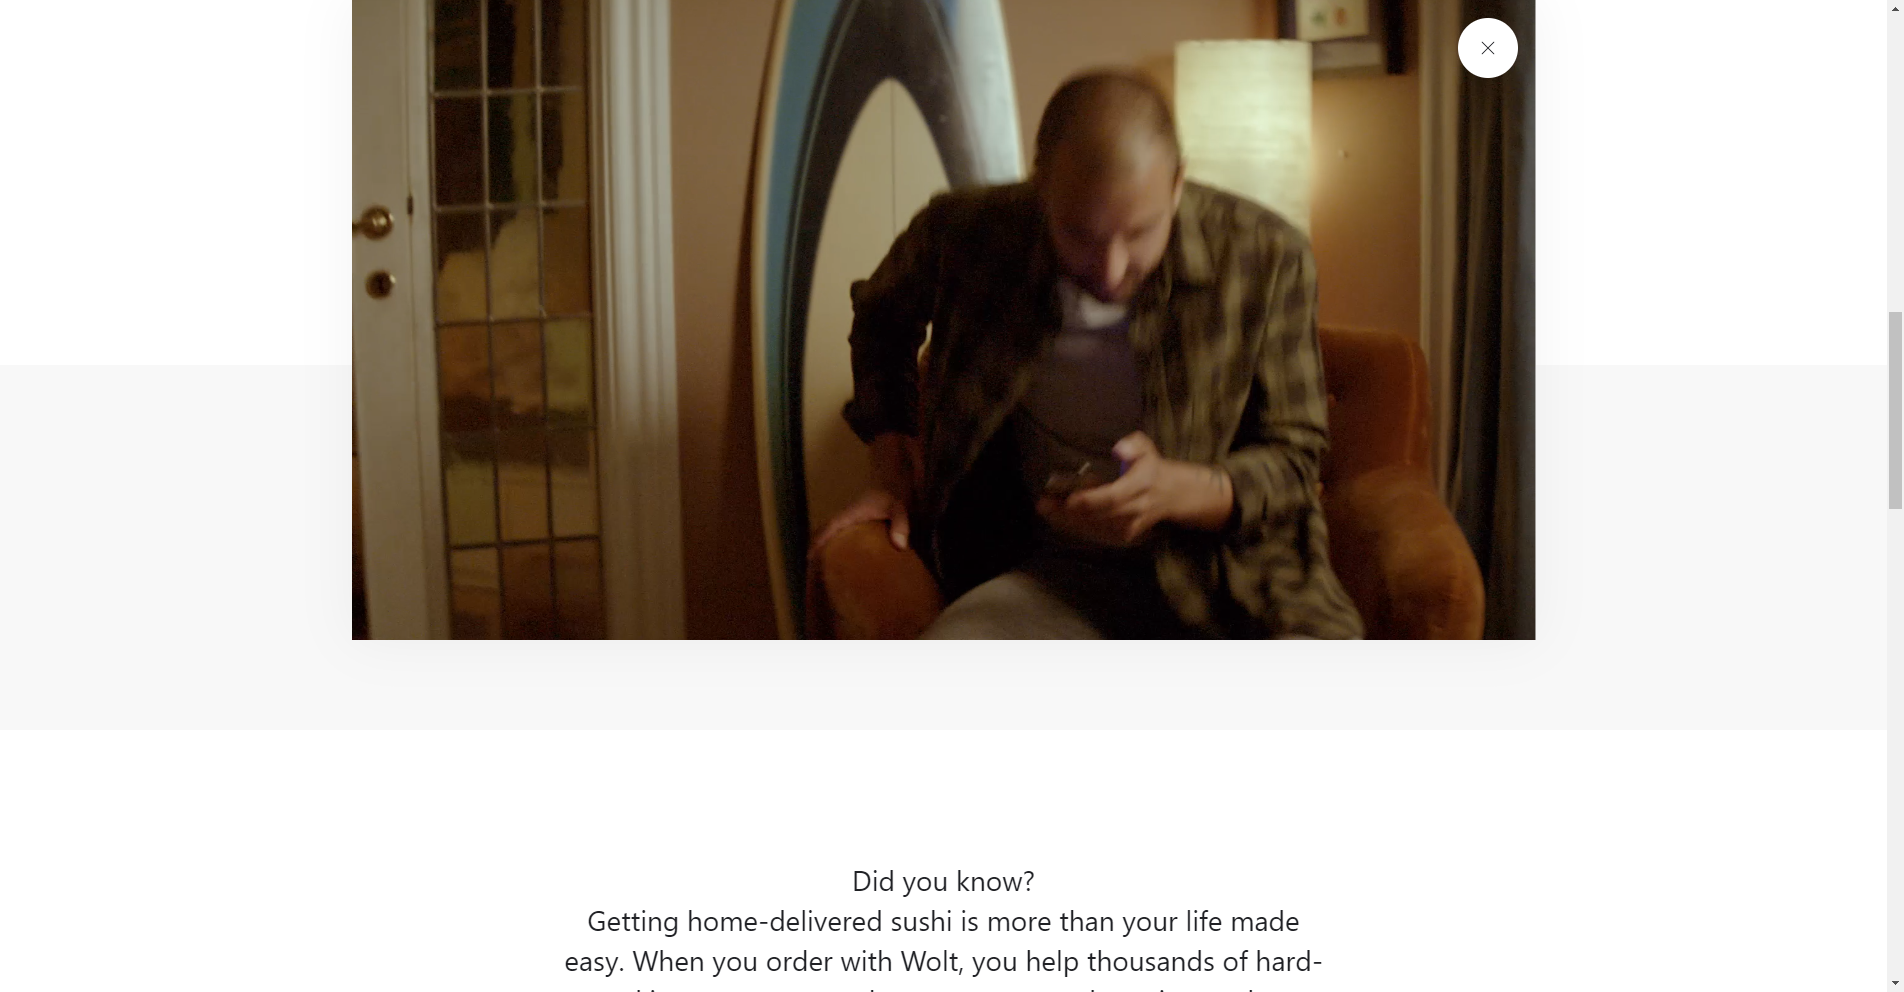 Did you know?
Getting home-delivered sushi is more than your life made
easy. When you order with Wolt, you help thousands of hard-